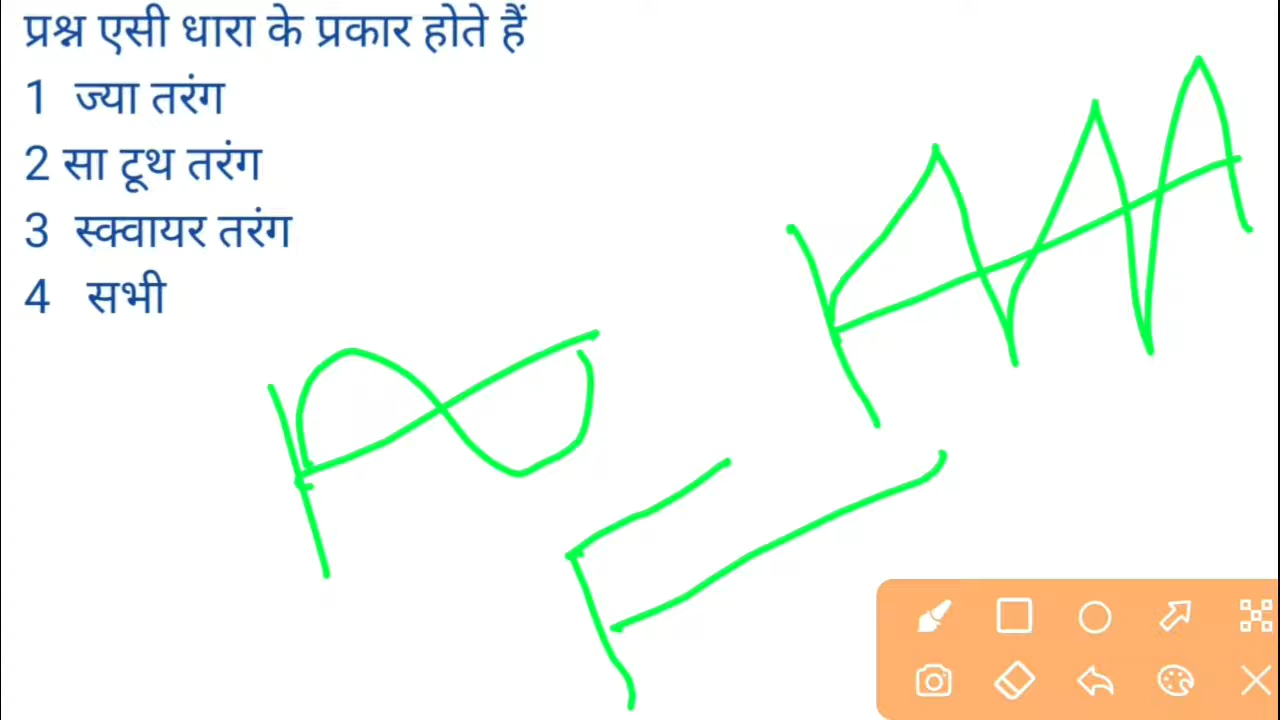 प्रश्न एसी धारा के प्रकार होते हैं
1 ज्या तरंग
2 सा टूथ तरंग
3 स्क्वायर तरंग
4 सभी